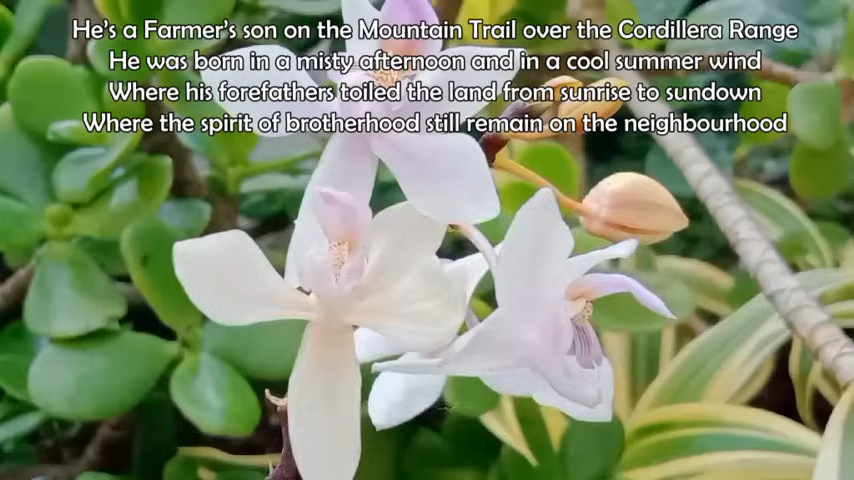 He's a Farmer's son on the Mountain Trail over the Cordillera Range
He was born in a misty afternoon and in a cool summer wind
Where his forefathers toiled the land from sunrise to sundown
Where the spirit of brotherhood still remain on the neighbourhood